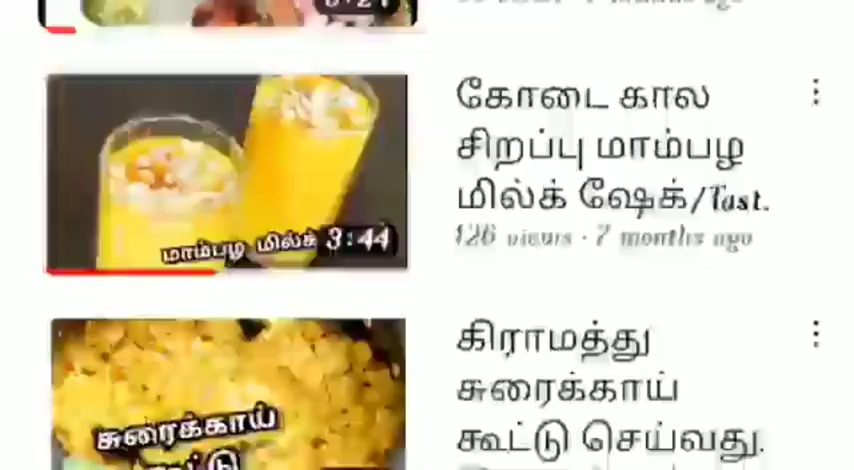 கோடை கால
சிறப்பு மாம்பழ
மில்க் ஷேக்/Tast.
126 views · 7 months ago
மாம்பழ மில்க் 3:44
கிராமத்து
சுரைக்காய்
கூட்டு செய்வது.
சுரைக்காய்
கூட்டு